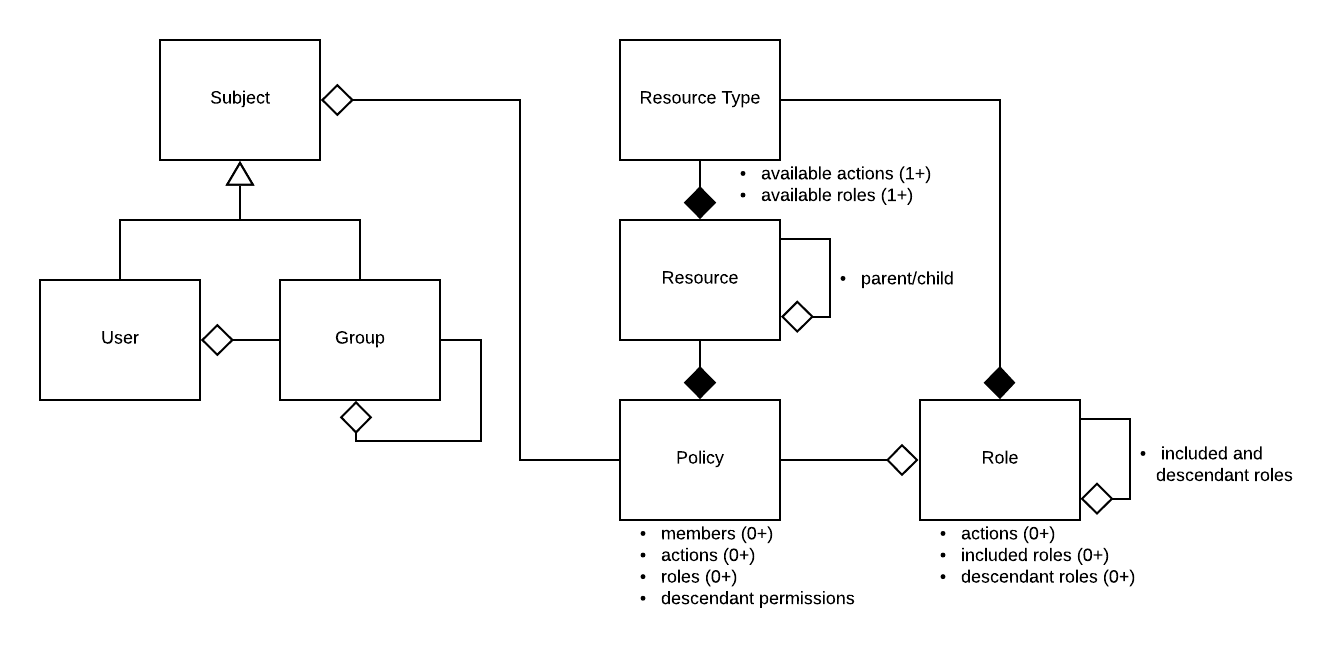 Subject
Resource Type
• available actions (1+)
• available roles (1+)
Resource
• parent/child
User
Group
Policy
Role
• included and
descendant roles
• members (0+)
• actions (0+)
• roles (0+)
• descendant permissions
• actions (0+)
• included roles (0+)
• descendant roles (0+)